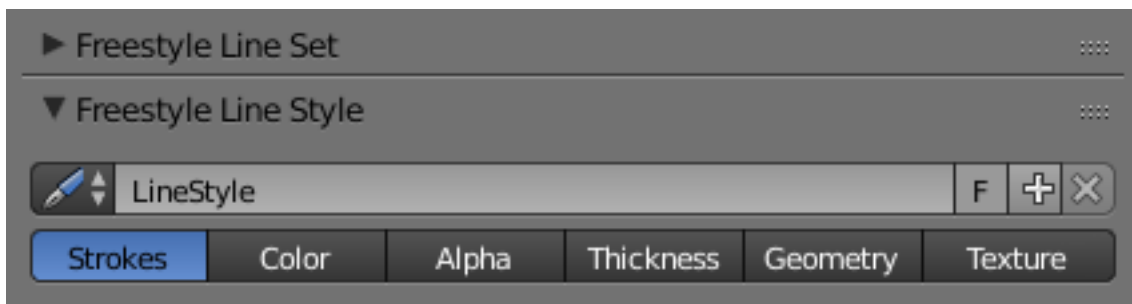 Freestyle Line Set
Freestyle Line Style
LineStyle F
Strokes Color Alpha Thickness Geometry Texture